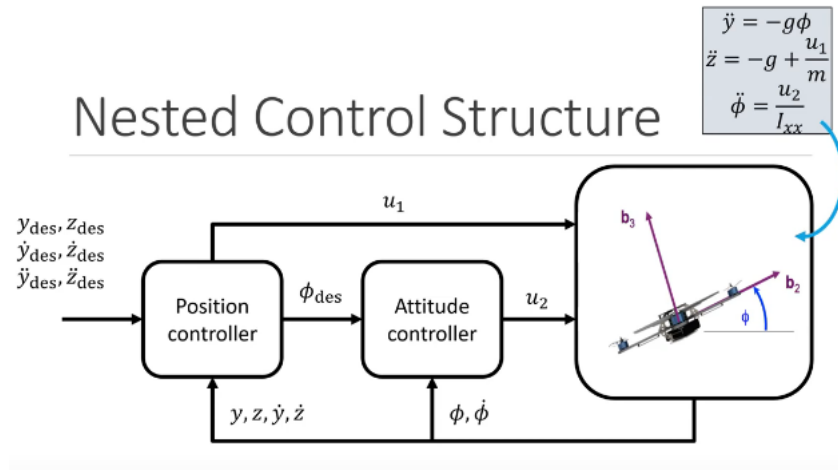 ÿ = −gϕ
z̈ = −g + u₁/m
ϕ̈ = u₂/Iₓₓ
Nested Control Structure
y_des, z_des
ẏ_des, ż_des
ÿ_des, z̈_des
u₁
Position
controller
ϕ_des
Attitude
controller
u₂
b₃
b₂
ϕ
y, z, ẏ, ż
ϕ, ϕ̇